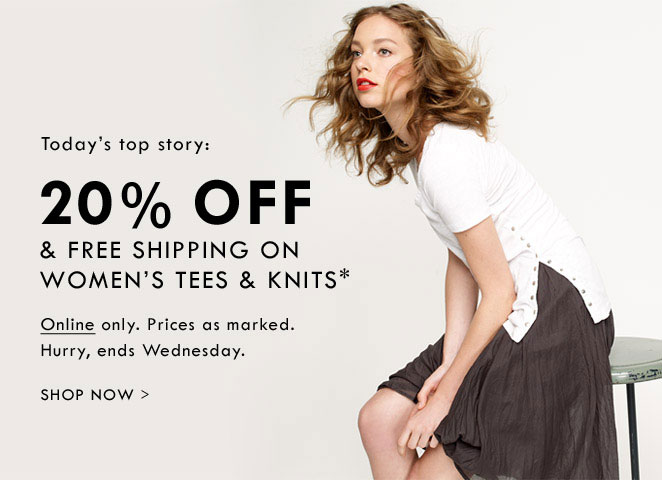 Today's top story:
20% OFF
& FREE SHIPPING ON
WOMEN'S TEES & KNITS*
Online only. Prices as marked.
Hurry, ends Wednesday.
SHOP NOW >